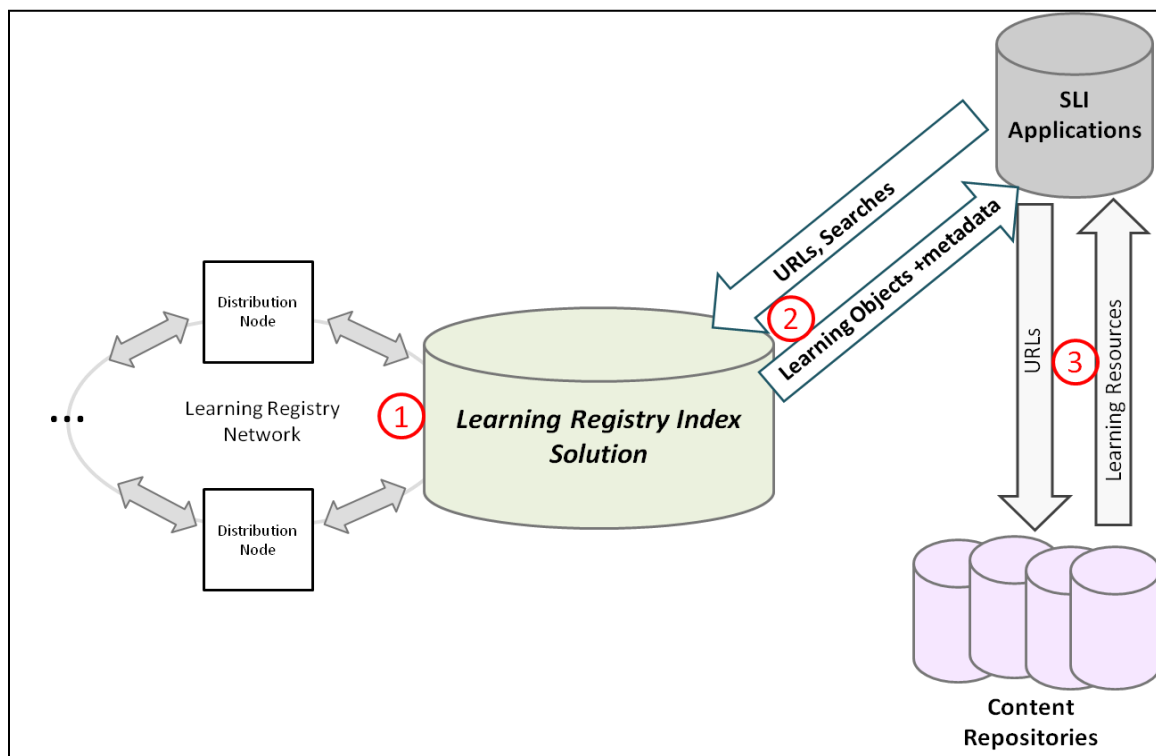 SLI
Applications
URLs, Searches
Learning Objects +metadata
2
URLs
3
Learning Resources
Distribution
Node
Learning Registry
Network
...
1
Learning Registry Index
Solution
Distribution
Node
Content
Repositories